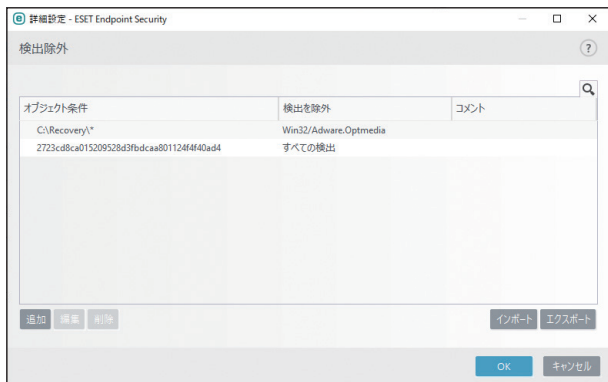 詳細設定 - ESET Endpoint Security
検出除外
?
オブジェクト条件 検出を除外 コメント
C:\Recovery\* Win32/Adware.Optmedia
2723cd8ca015209528d3fbdcaa801124f4f40ad4 すべての検出
追加 編集 削除 インポート エクスポート
OK キャンセル